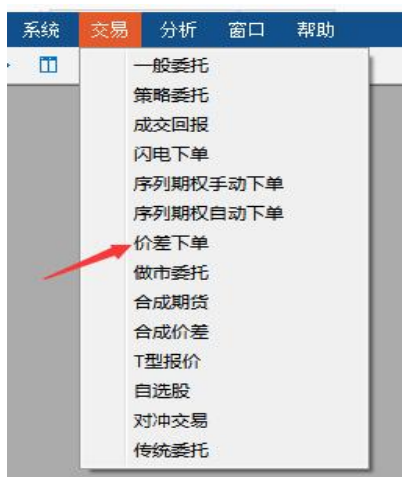 系统 交易 分析 窗口 帮助
一般委托
策略委托
成交回报
闪电下单
序列期权手动下单
序列期权自动下单
价差下单
做市委托
合成期货
合成价差
T型报价
自选股
对冲交易
传统委托